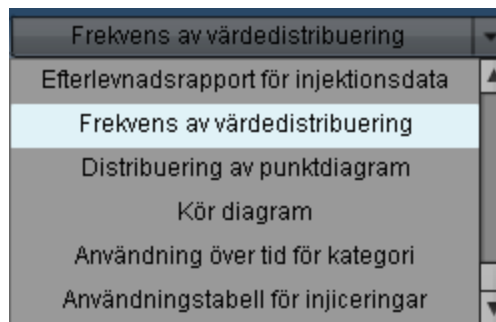 Frekvens av värdedistribuering
Efterlevnadsrapport för injektionsdata
Frekvens av värdedistribuering
Distribuering av punktdiagram
Kör diagram
Användning över tid för kategori
Användningstabell för injiceringar